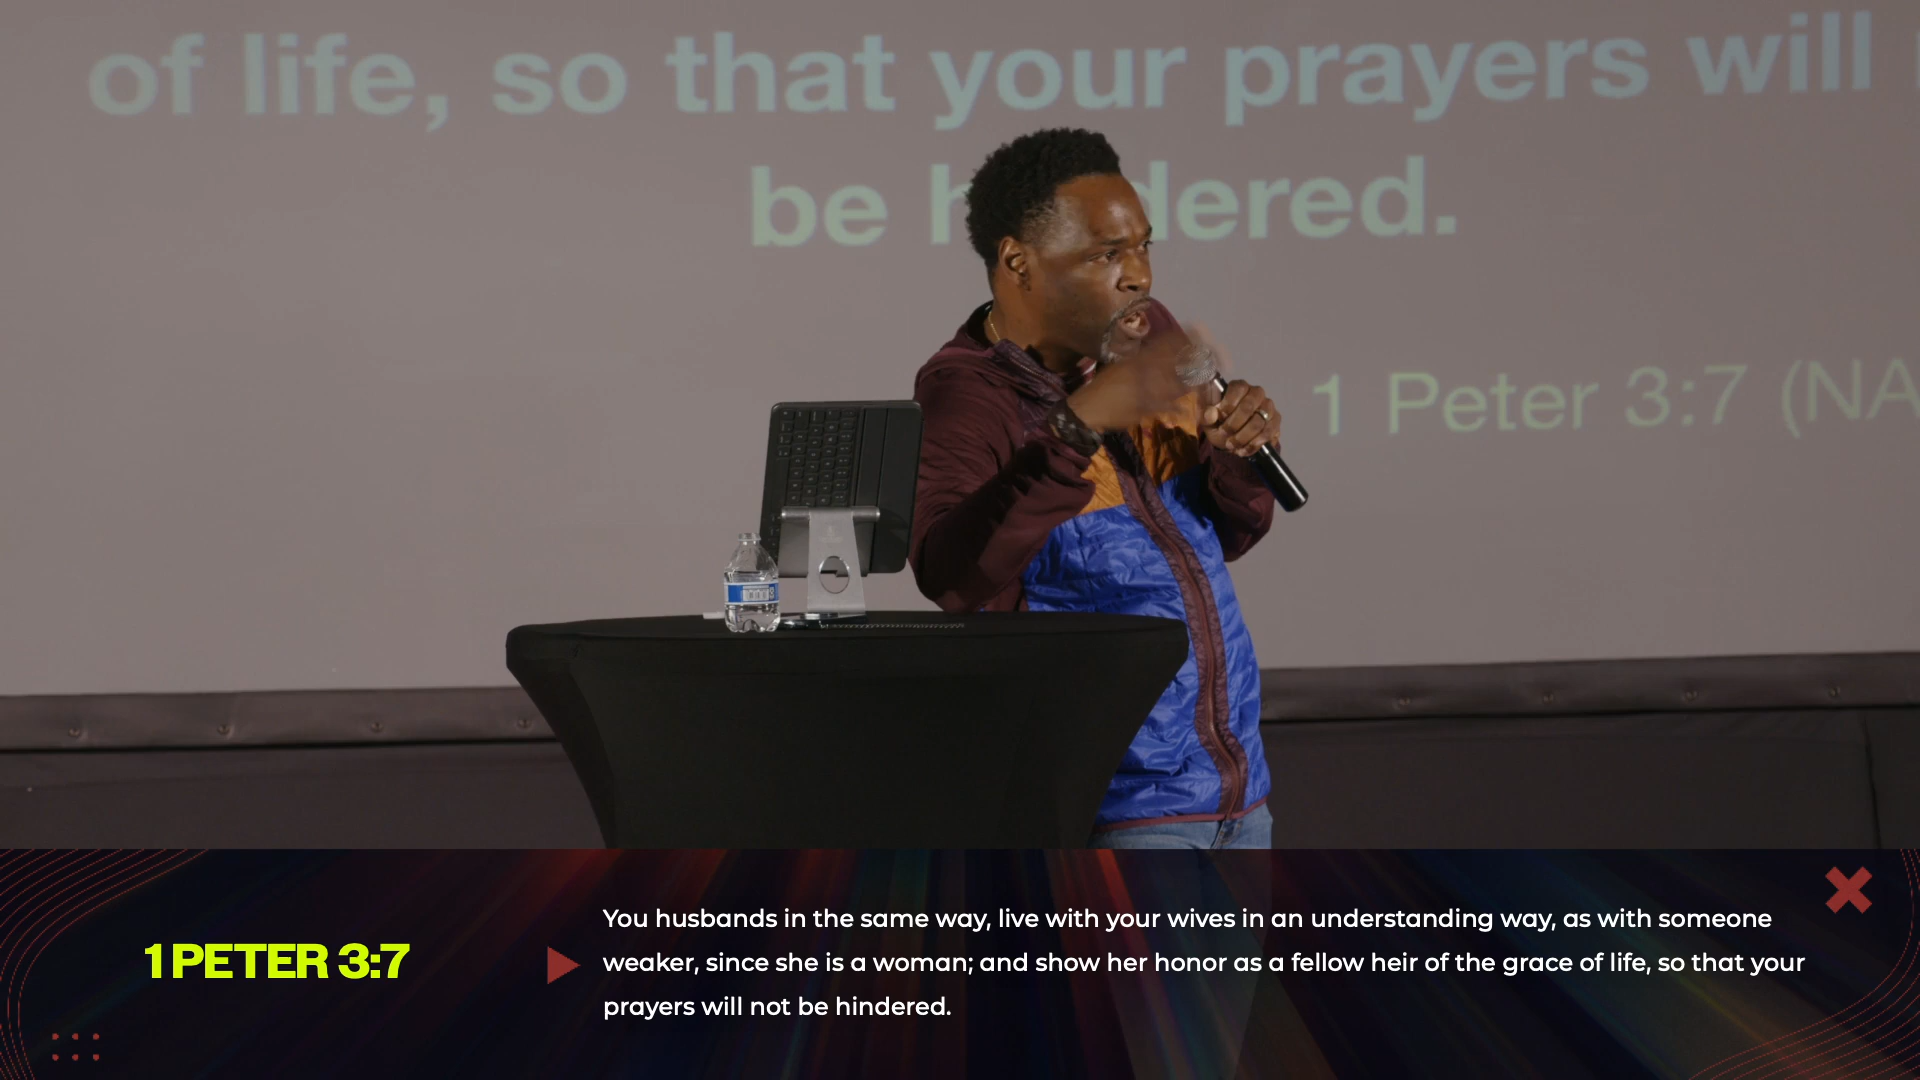 of life, so that your prayers will
be h dered.
1 Peter 3:7 (NA
1 PETER 3:7
You husbands in the same way, live with your wives in an understanding way, as with someone
weaker, since she is a woman; and show her honor as a fellow heir of the grace of life, so that your
prayers will not be hindered.